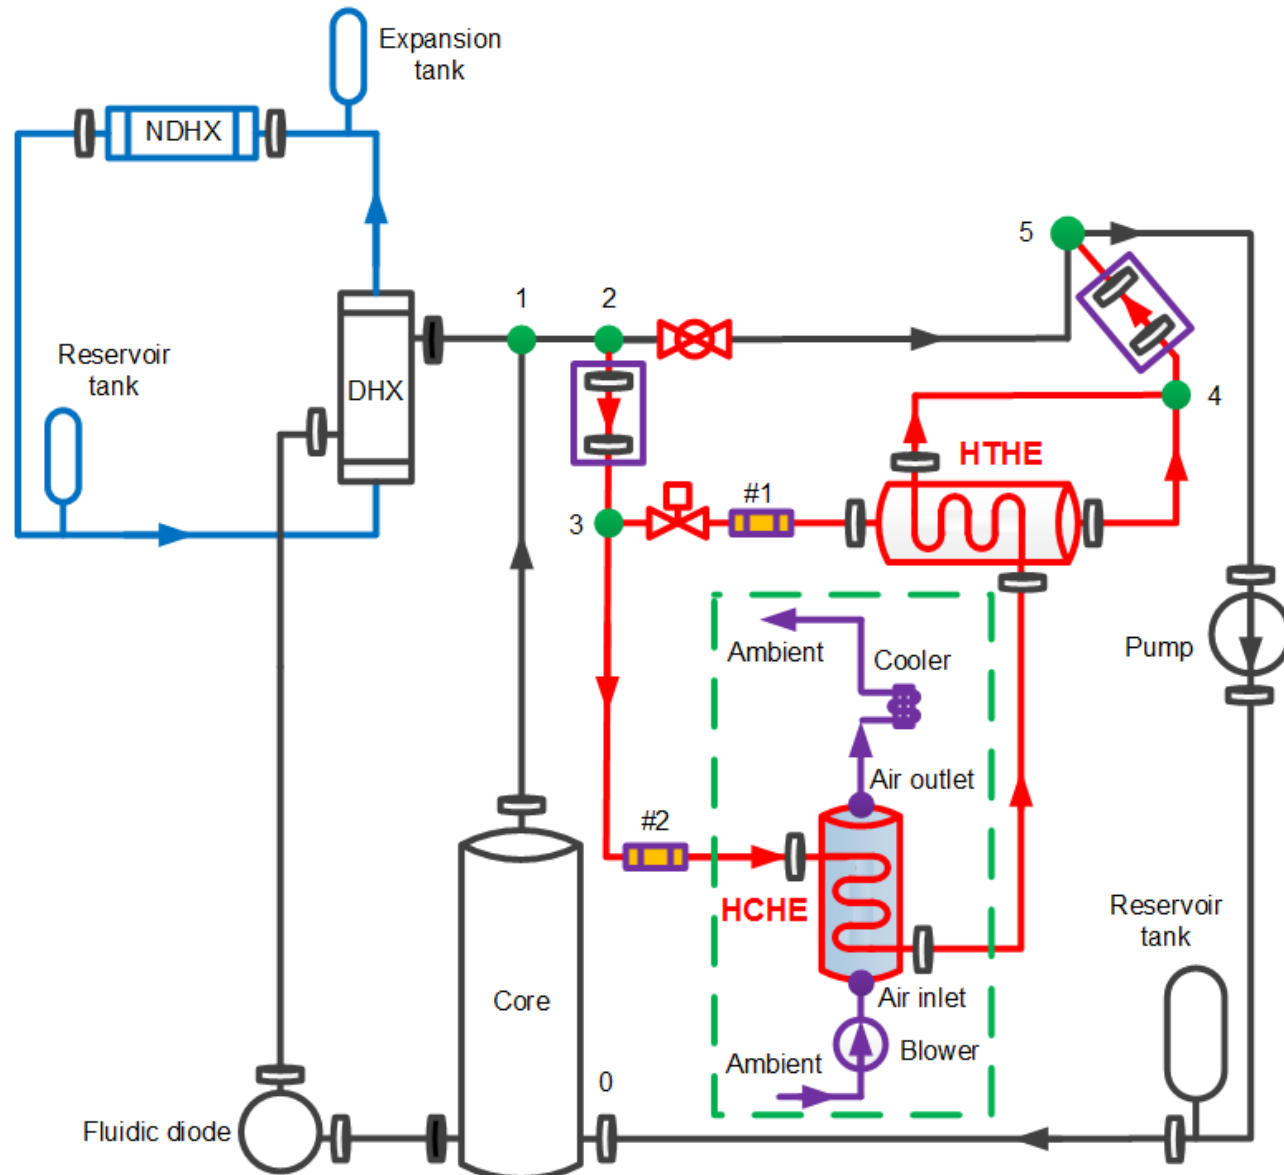 Expansion
tank
NDHX
5
1
2
Reservoir
tank
DHX
4
HTHE
#1
3
Ambient
Cooler
Pump
Air outlet
#2
HCHE
Reservoir
tank
Core
Air inlet
Blower
Ambient
0
Fluidic diode